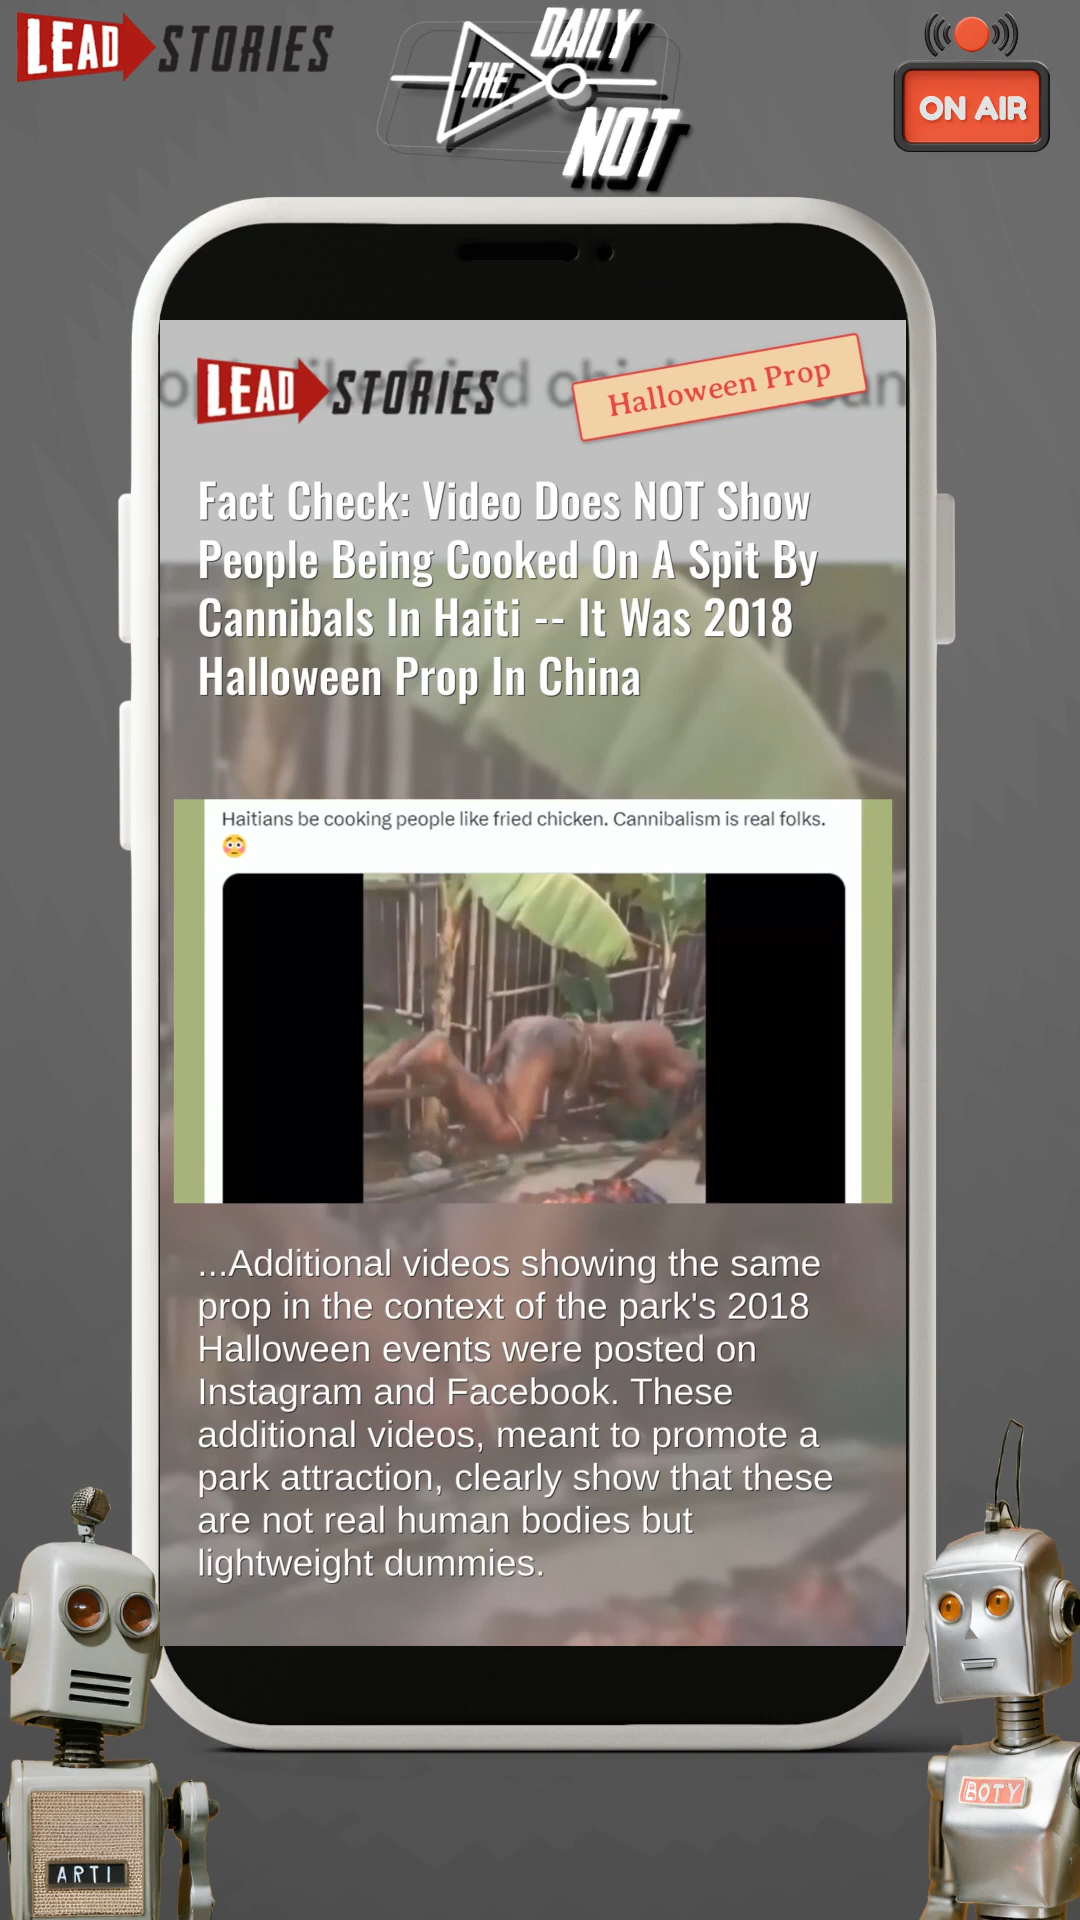 LEAD STORIES
THE DAILY NOT
ON AIR
LEAD STORIES
Halloween Prop
Fact Check: Video Does NOT Show
People Being Cooked On A Spit By
Cannibals In Haiti -- It Was 2018
Halloween Prop In China
Haitians be cooking people like fried chicken. Cannibalism is real folks.
😳
...Additional videos showing the same
prop in the context of the park's 2018
Halloween events were posted on
Instagram and Facebook. These
additional videos, meant to promote a
park attraction, clearly show that these
are not real human bodies but
lightweight dummies.
BOTY
ARTI